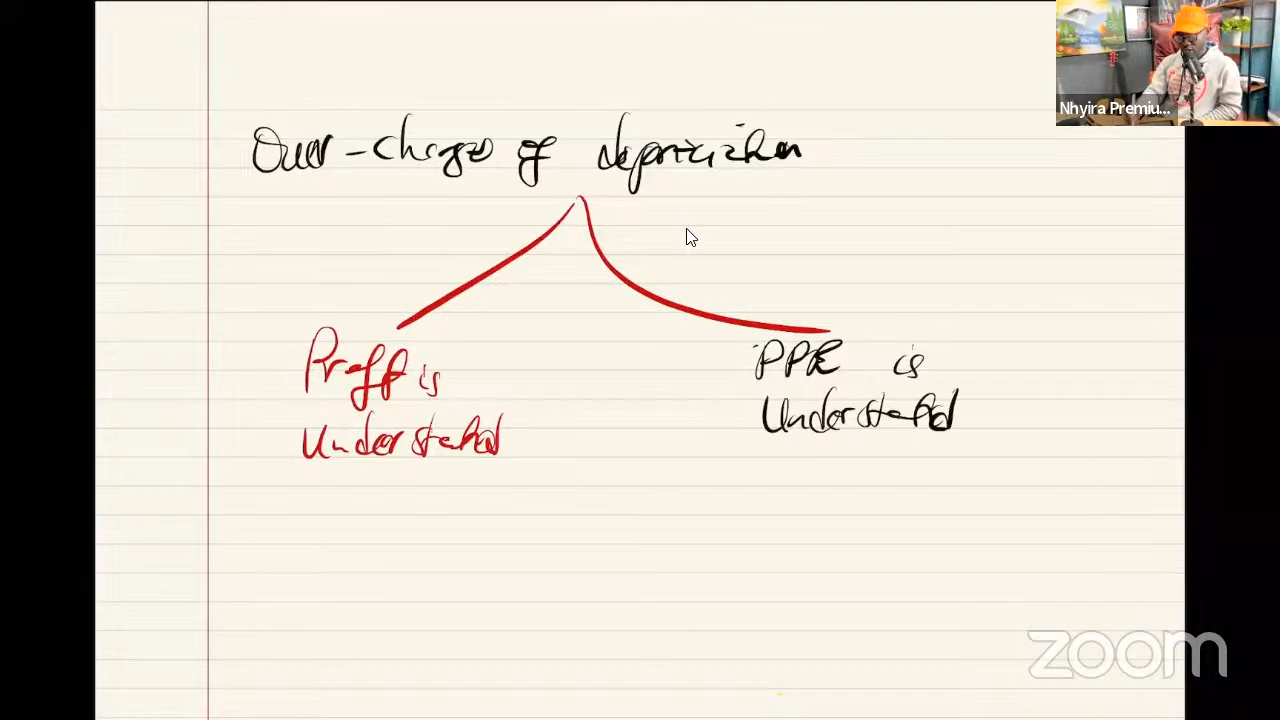 Nhyira Premiu...
Over-charge of depreciation
Profit is
Understated
PPE is
Understated
zoom